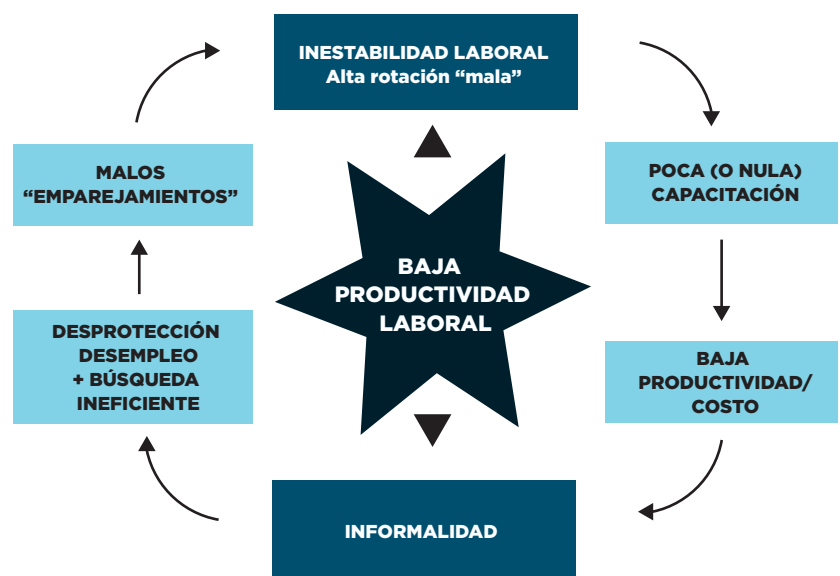 INESTABILIDAD LABORAL
Alta rotación “mala”
MALOS
“EMPAREJAMIENTOS”
POCA (O NULA)
CAPACITACIÓN
BAJA
PRODUCTIVIDAD
LABORAL
DESPROTECCIÓN
DESEMPLEO
+ BÚSQUEDA
INEFICIENTE
BAJA
PRODUCTIVIDAD/
COSTO
INFORMALIDAD